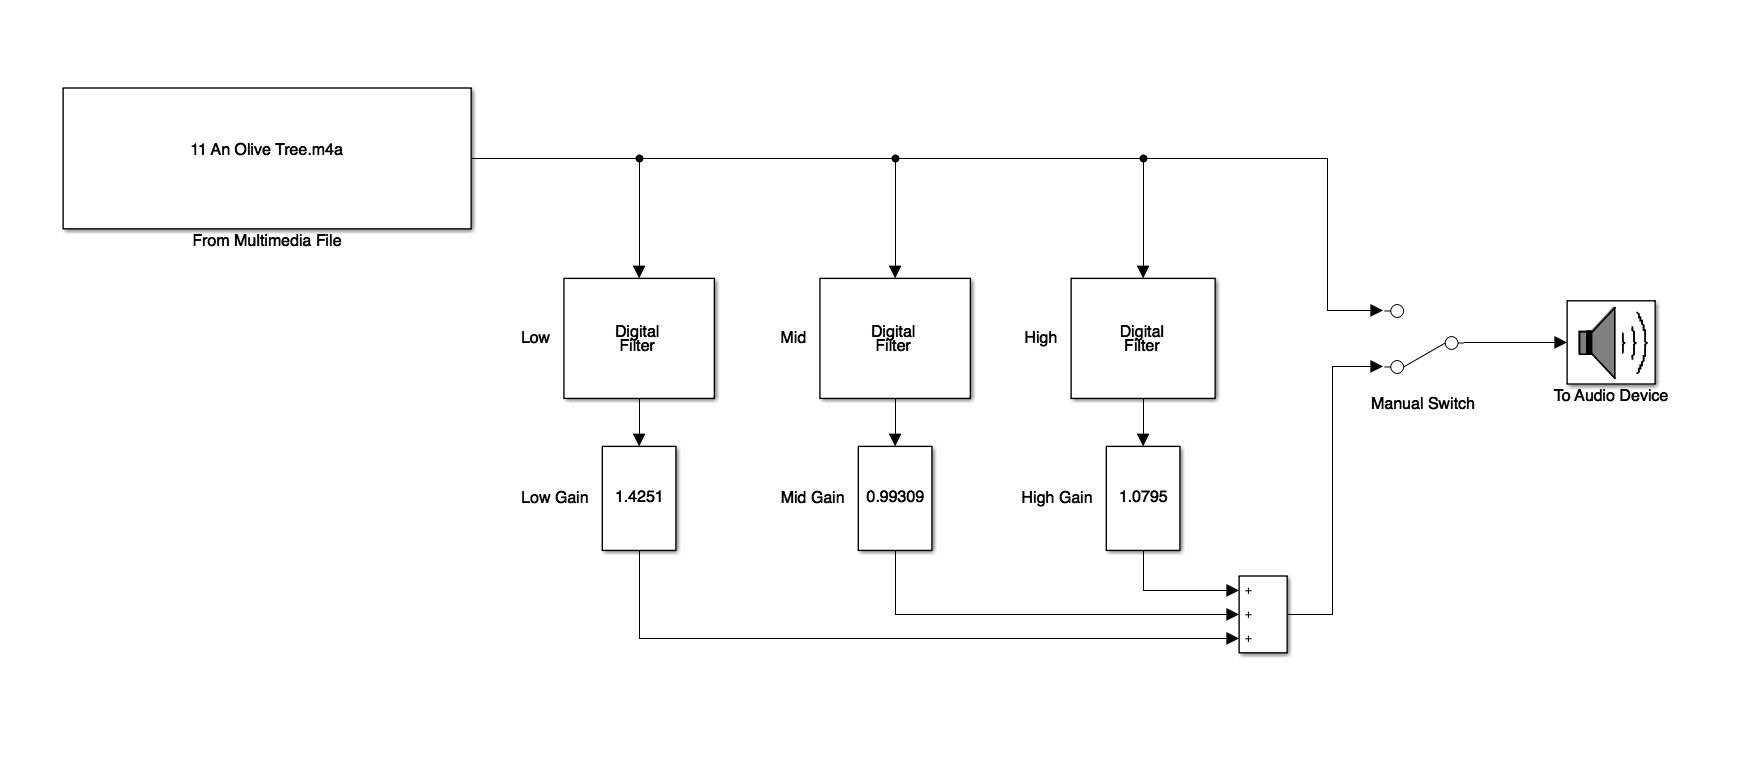 11 An Olive Tree.m4a
From Multimedia File
Low
Digital
Filter
Mid
Digital
Filter
High
Digital
Filter
Manual Switch
To Audio Device
Low Gain
1.4251
Mid Gain
0.99309
High Gain
1.0795
+
+
+